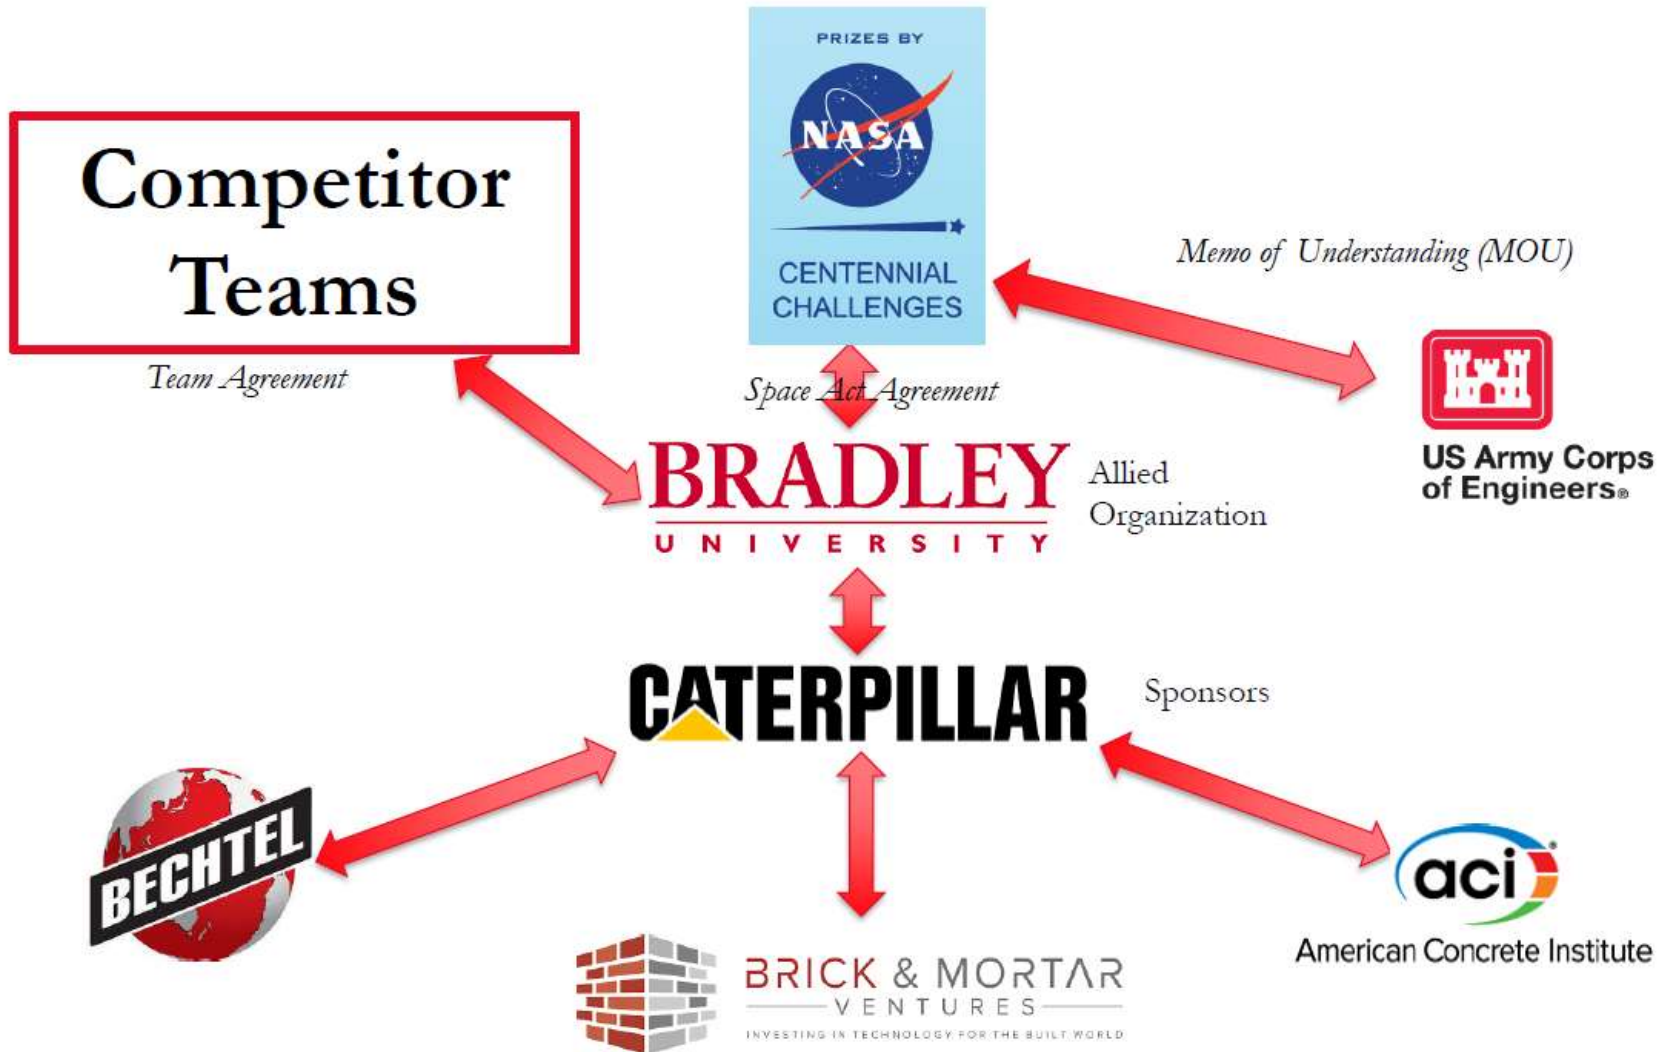 PRIZES BY
NASA
CENTENNIAL
CHALLENGES
Competitor
Teams
Team Agreement
Memo of Understanding (MOU)
Space Act Agreement
US Army Corps
of Engineers®
BRADLEY
UNIVERSITY
Allied
Organization
CATERPILLAR
Sponsors
BECHTEL
aci
American Concrete Institute
BRICK & MORTAR
VENTURES
INVESTING IN TECHNOLOGY FOR THE BUILT WORLD